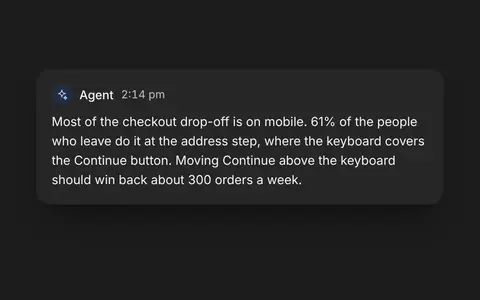 Agent 2:14 pm
Most of the checkout drop-off is on mobile. 61% of the people
who leave do it at the address step, where the keyboard covers
the Continue button. Moving Continue above the keyboard
should win back about 300 orders a week.